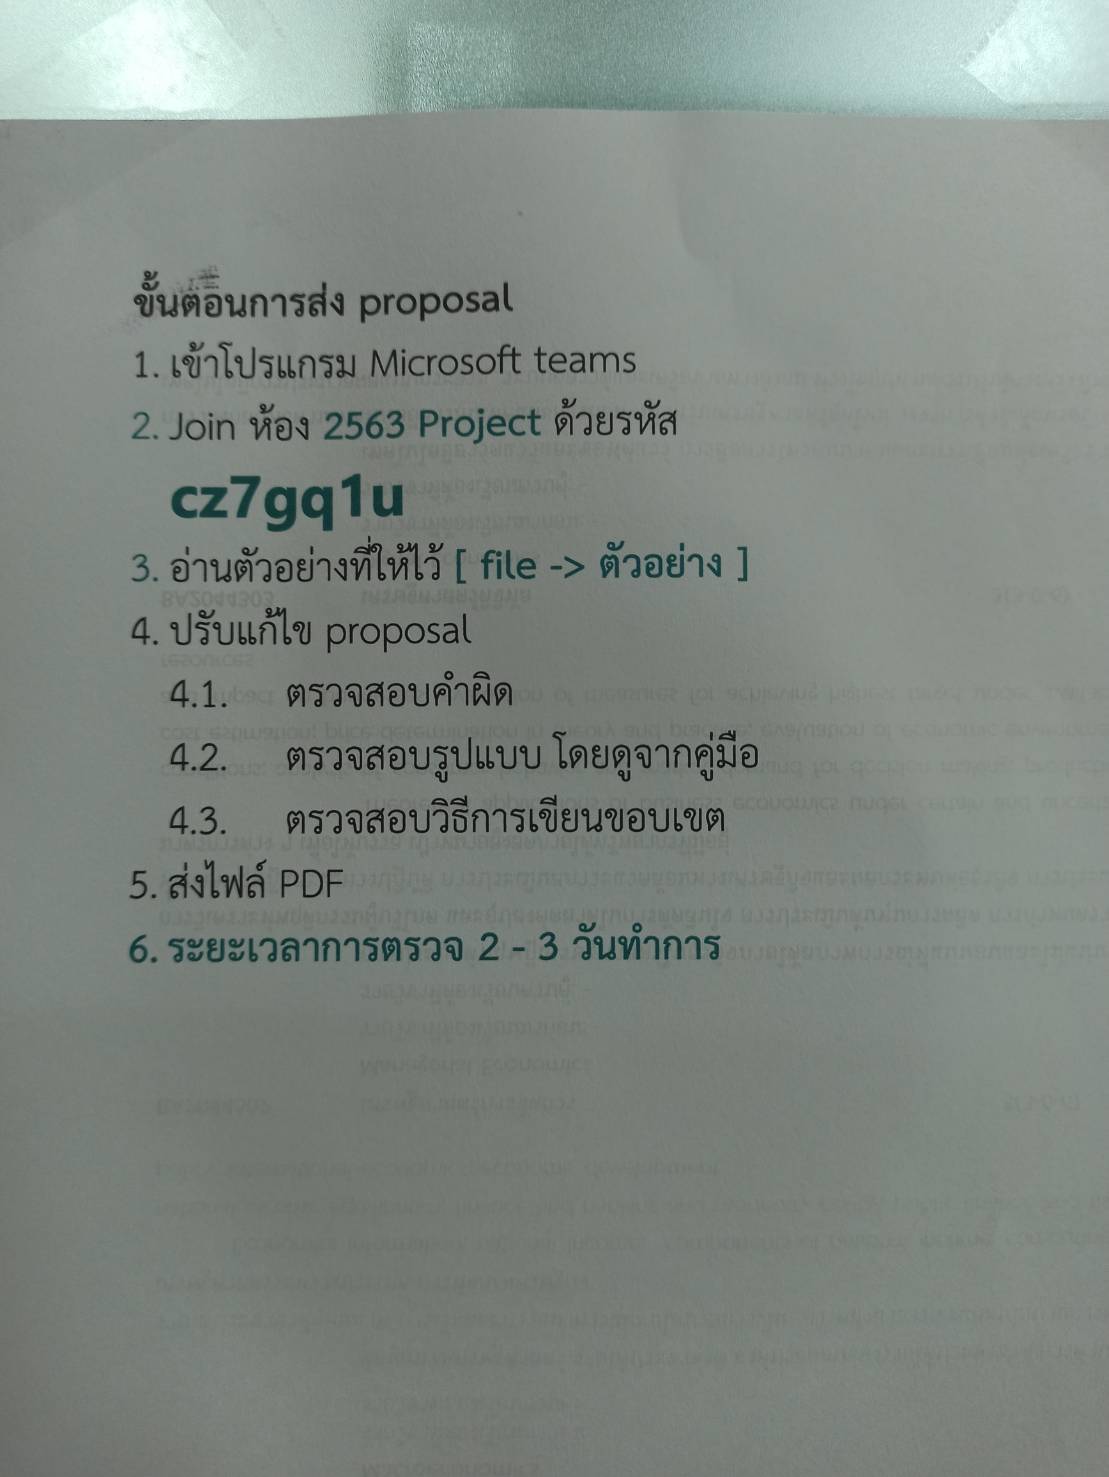 ขั้นตอนการส่ง proposal
1. เข้าโปรแกรม Microsoft teams
2. Join ห้อง 2563 Project ด้วยรหัส
cz7gq1u
3. อ่านตัวอย่างที่ให้ไว้ [ file -> ตัวอย่าง ]
4. ปรับแก้ไข proposal
4.1. ตรวจสอบคำผิด
4.2. ตรวจสอบรูปแบบ โดยดูจากคู่มือ
4.3. ตรวจสอบวิธีการเขียนขอบเขต
5. ส่งไฟล์ PDF
6. ระยะเวลาการตรวจ 2 - 3 วันทำการ